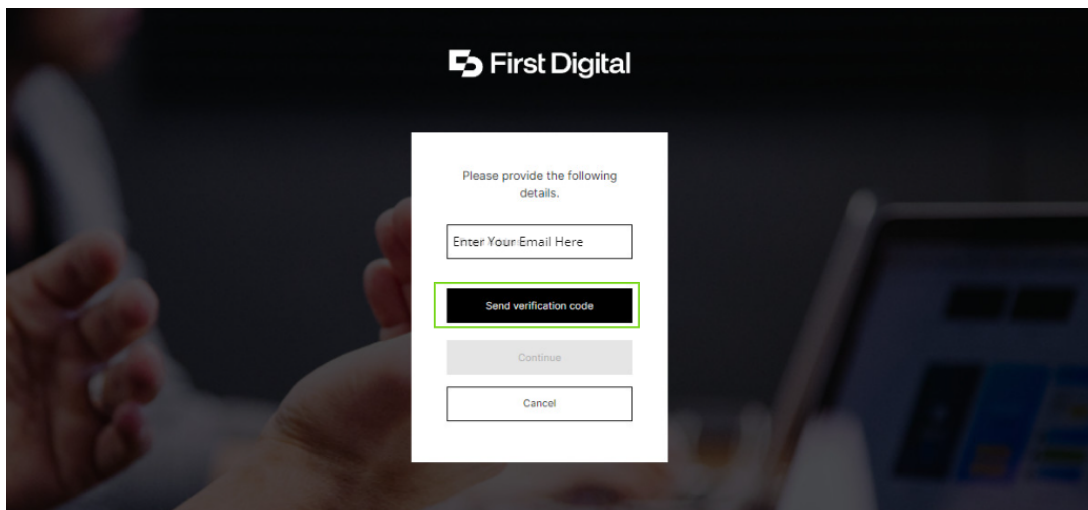 First Digital
Please provide the following
details.
Enter Your Email Here
Send verification code
Continue
Cancel